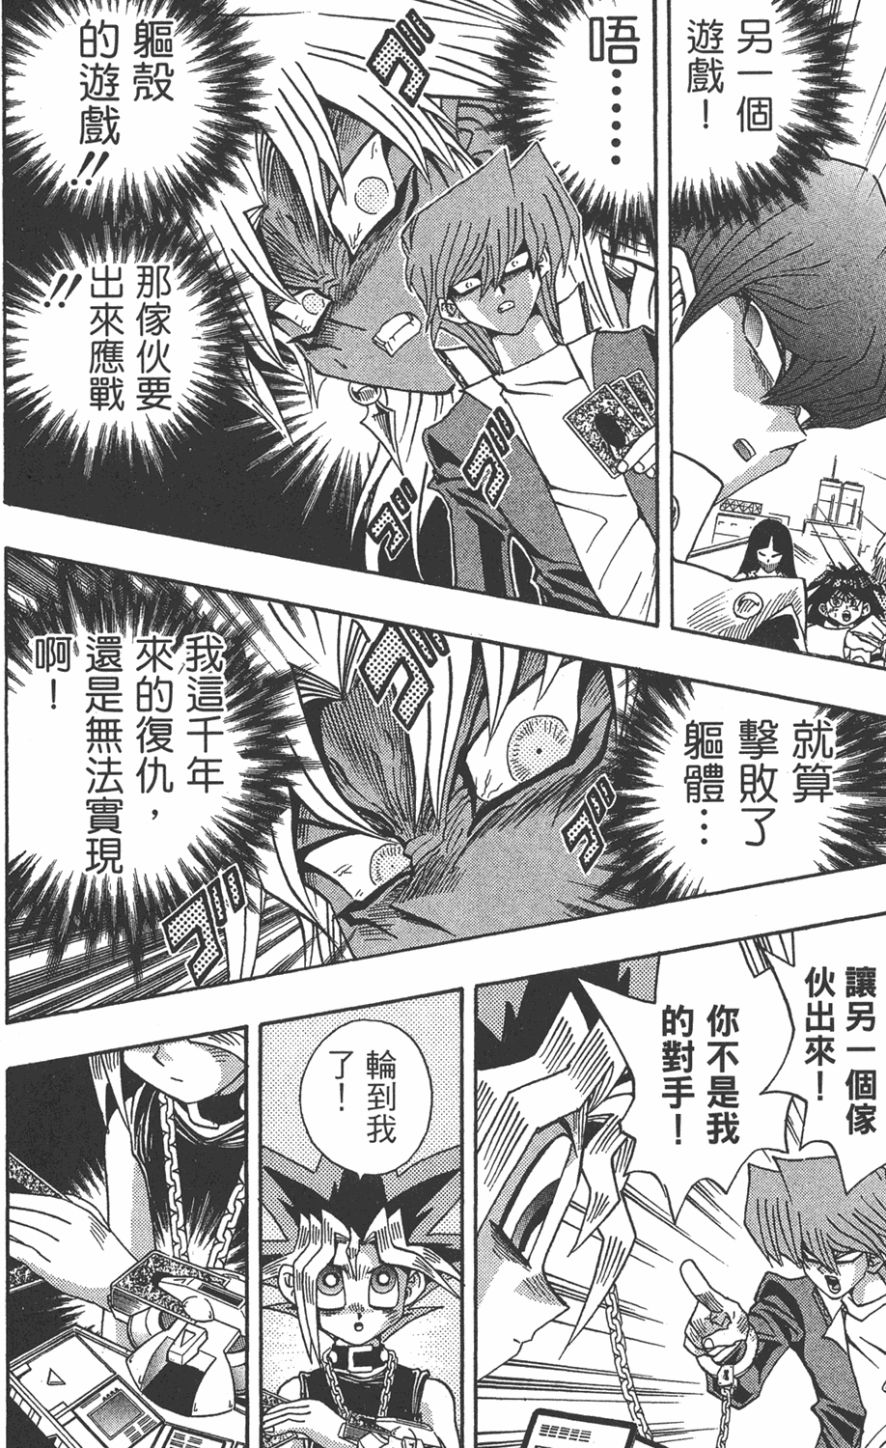 另一個
遊戲！
唔……
軀殼
的遊戲！！
那傢伙要
出來應戰
！！
就算
擊敗了
軀體…
我這千年
來的復仇，
還是無法實現
啊！
讓另一個傢
伙出來！
你不是我
的對手！
輪到我
了！